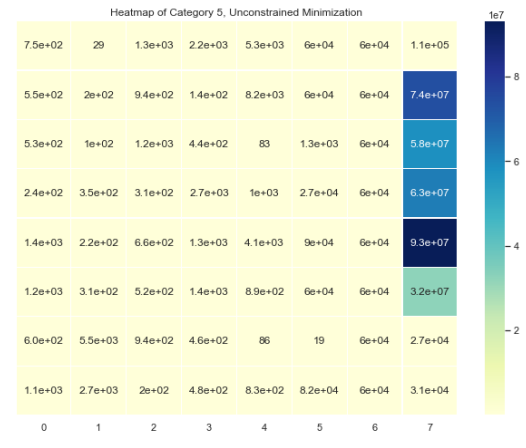 Heatmap of Category 5, Unconstrained Minimization
1e7
7.5e+02 29 1.3e+03 2.2e+03 5.3e+03 6e+04 6e+04 1.1e+05
5.5e+02 2e+02 9.4e+02 1.4e+02 8.2e+03 6e+04 6e+04 7.4e+07
8
5.3e+02 1e+02 1.2e+03 4.4e+02 83 1.3e+03 6e+04 5.8e+07
6
2.4e+02 3.5e+02 3.1e+02 2.7e+03 1e+03 2.7e+04 6e+04 6.3e+07
1.4e+03 2.2e+02 6.6e+02 1.3e+03 4.1e+03 9e+04 6e+04 9.3e+07
4
1.2e+03 3.1e+02 5.2e+02 1.4e+03 8.9e+02 6e+04 6e+04 3.2e+07
2
6.0e+02 5.5e+03 9.4e+02 4.6e+02 86 19 6e+04 2.7e+04
1.1e+03 2.7e+03 2e+02 4.8e+02 8.3e+02 8.2e+04 6e+04 3.1e+04
0 1 2 3 4 5 6 7